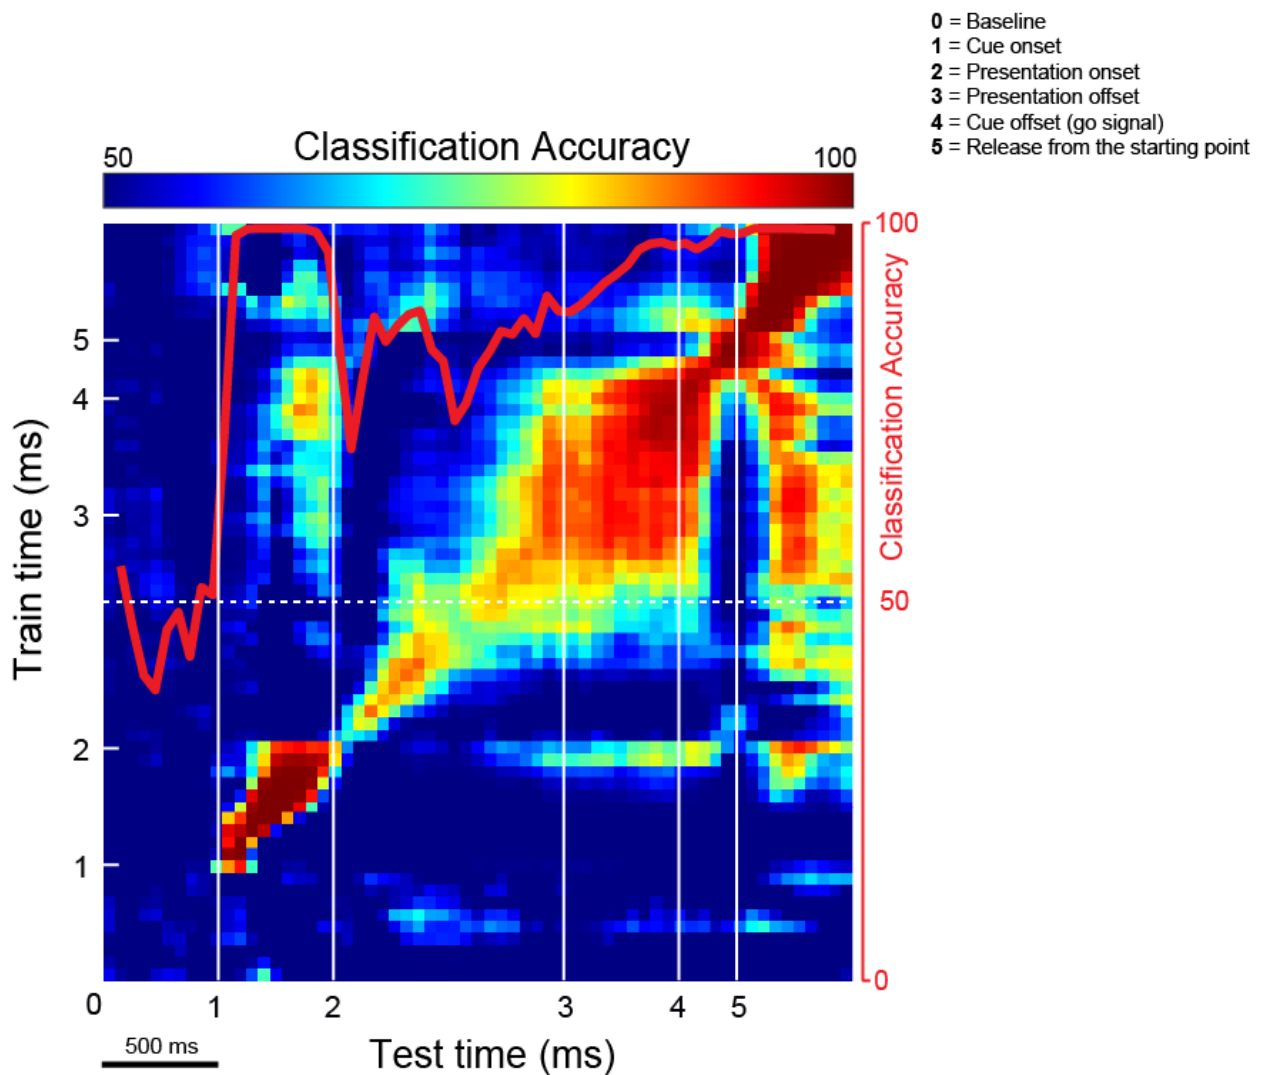 0 = Baseline
1 = Cue onset
2 = Presentation onset
3 = Presentation offset
4 = Cue offset (go signal)
5 = Release from the starting point
Classification Accuracy
50
100
100
50
0
Classification Accuracy
5
4
3
2
1
Train time (ms)
0
1
2
3
4
5
500 ms
Test time (ms)